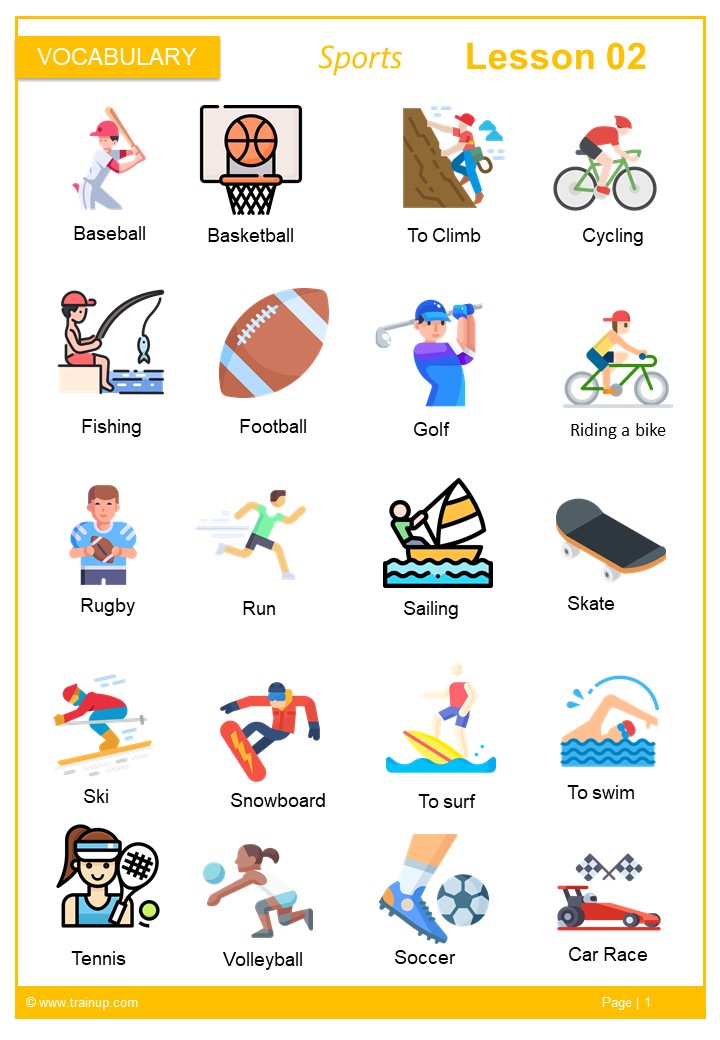 VOCABULARY Sports Lesson 02
Baseball Basketball To Climb Cycling
Fishing Football Golf Riding a bike
Rugby Run Sailing Skate
Ski Snowboard To surf To swim
Tennis Volleyball Soccer Car Race
© www.trainup.com Page | 1